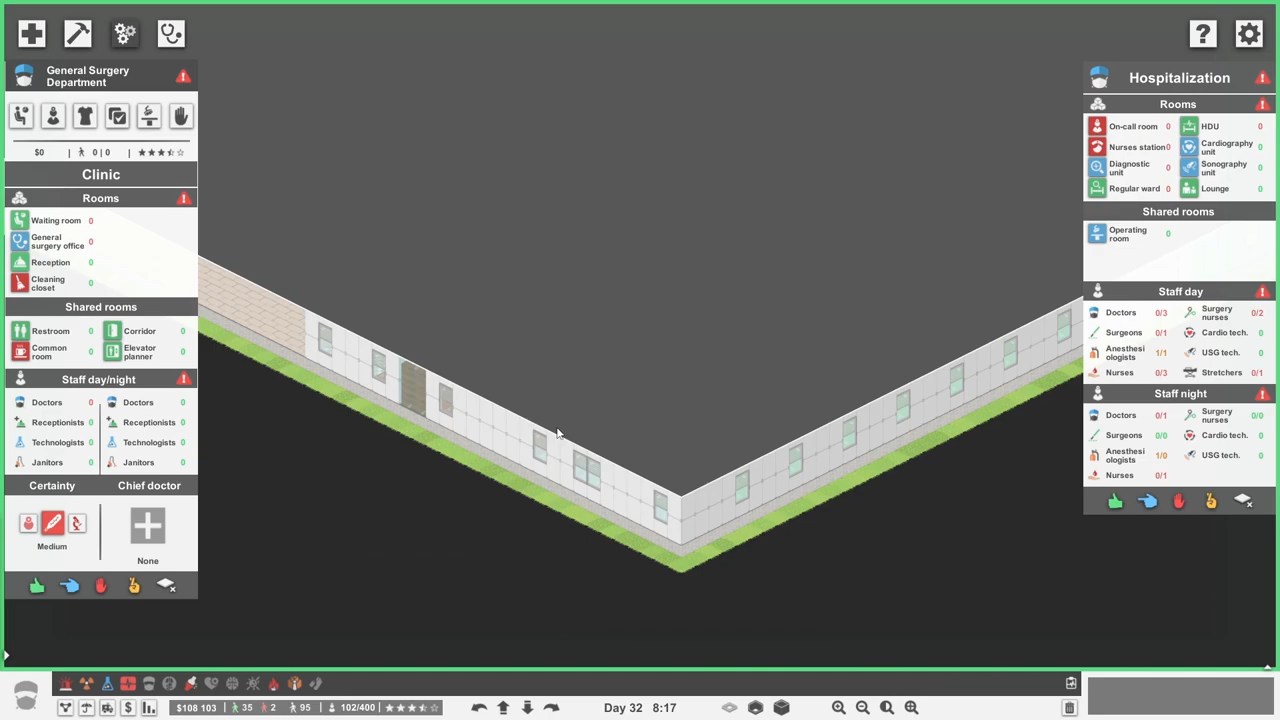 General Surgery
Department
$0 | 0|0 |
Clinic
Rooms
Waiting room 0
General
surgery office 0
Reception 0
Cleaning
closet 0
Shared rooms
Restroom 0 Corridor 0
Common
room 0 Elevator
planner 0
Staff day/night
Doctors 0 Doctors 0
Receptionists 0 Receptionists 0
Technologists 0 Technologists 0
Janitors 0 Janitors 0
Certainty Chief doctor
Medium None
?
Hospitalization
Rooms
On-call room 0 HDU 0
Nurses station 0 Cardiography
unit 0
Diagnostic
unit 0 Sonography
unit 0
Regular ward 0 Lounge 0
Shared rooms
Operating
room 0
Staff day
Doctors 0/3 Surgery
nurses 0/2
Surgeons 0/1 Cardio tech. 0
Anesthesi
ologists 1/1 USG tech. 0
Nurses 0/3 Stretchers 0/1
Staff night
Doctors 0/1 Surgery
nurses 0/0
Surgeons 0/0 Cardio tech. 0
Anesthesi
ologists 1/0 USG tech. 0
Nurses 0/1
$108 103 | 35 | 2 | 95 | 102/400 |
Day 32 8:17